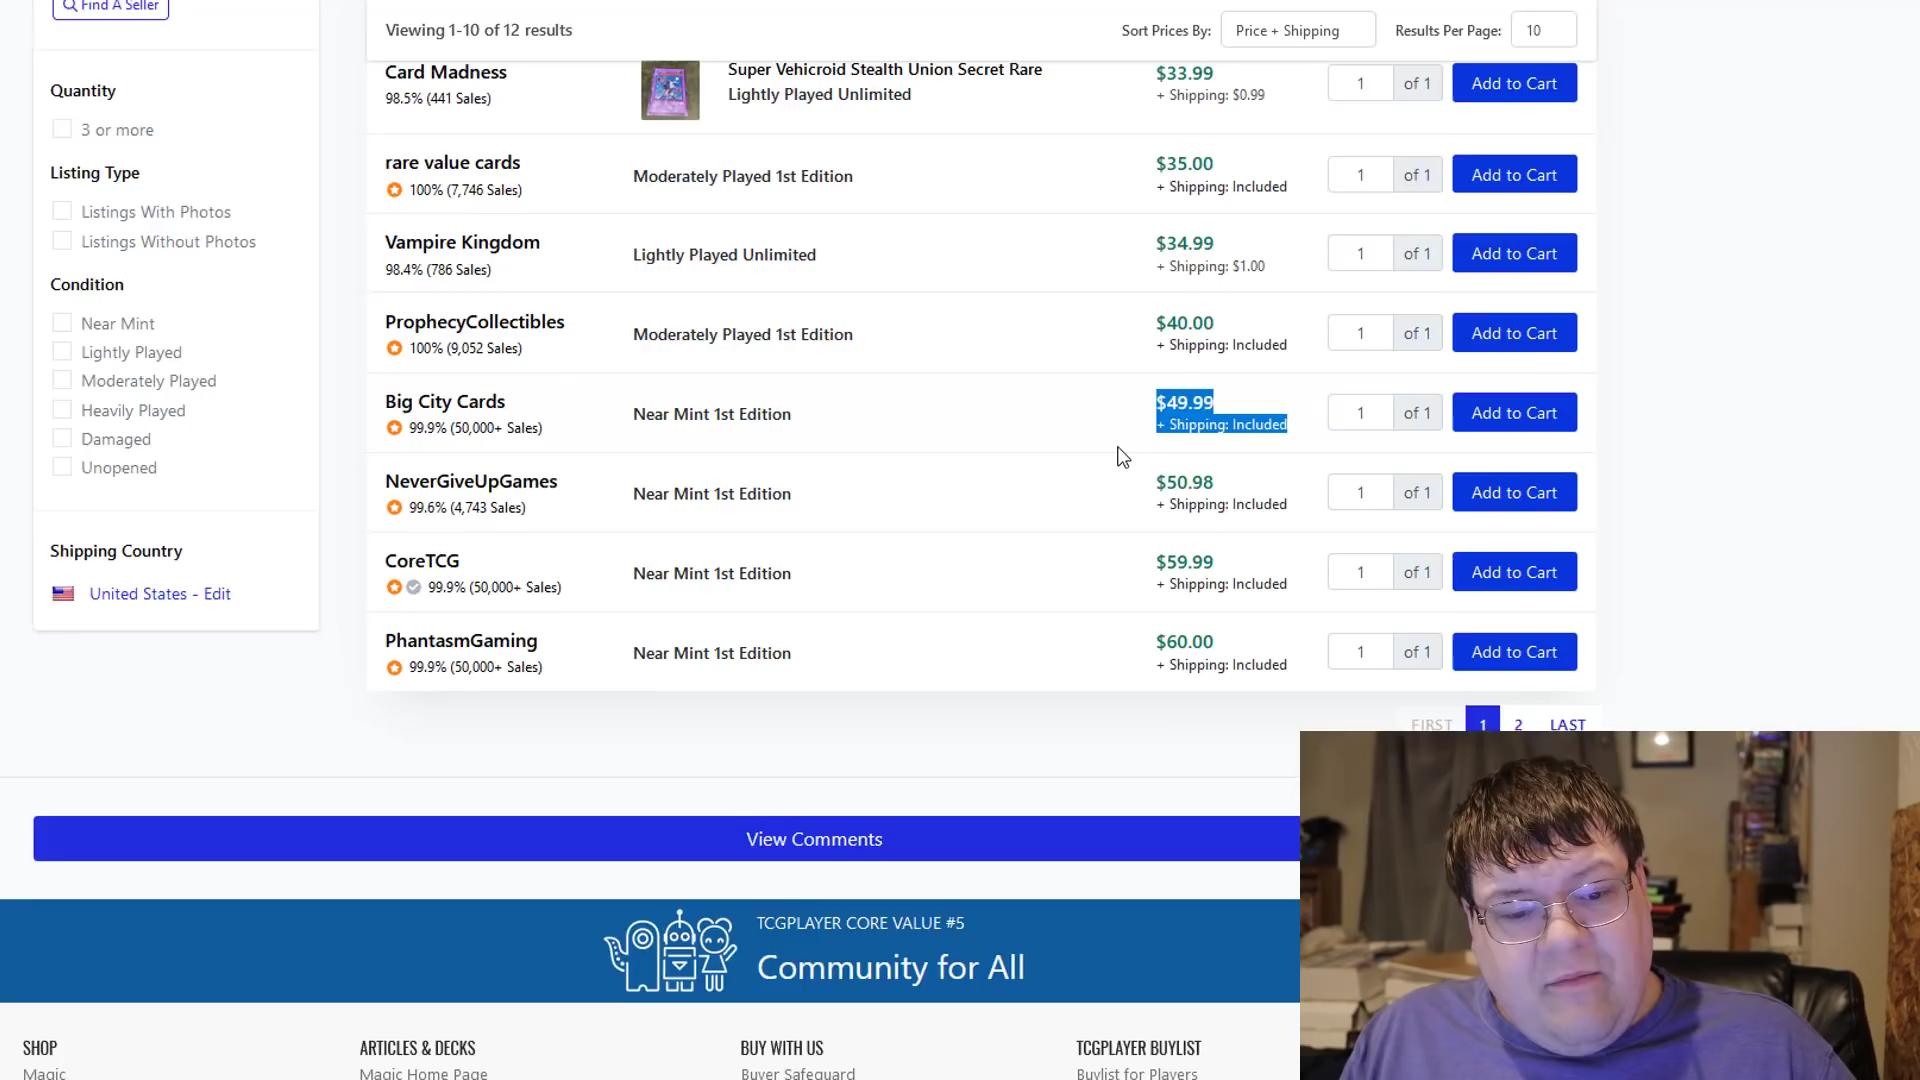 Find A Seller
Quantity
3 or more
Listing Type
Listings With Photos
Listings Without Photos
Condition
Near Mint
Lightly Played
Moderately Played
Heavily Played
Damaged
Unopened
Shipping Country
United States - Edit
Viewing 1-10 of 12 results
Sort Prices By: Price + Shipping Results Per Page: 10
Card Madness
98.5% (441 Sales)
Super Vehicroid Stealth Union Secret Rare
Lightly Played Unlimited
$33.99
+ Shipping: $0.99
1 of 1 Add to Cart
rare value cards
100% (7,746 Sales)
Moderately Played 1st Edition
$35.00
+ Shipping: Included
1 of 1 Add to Cart
Vampire Kingdom
98.4% (786 Sales)
Lightly Played Unlimited
$34.99
+ Shipping: $1.00
1 of 1 Add to Cart
ProphecyCollectibles
100% (9,052 Sales)
Moderately Played 1st Edition
$40.00
+ Shipping: Included
1 of 1 Add to Cart
Big City Cards
99.9% (50,000+ Sales)
Near Mint 1st Edition
$49.99
+ Shipping: Included
1 of 1 Add to Cart
NeverGiveUpGames
99.6% (4,743 Sales)
Near Mint 1st Edition
$50.98
+ Shipping: Included
1 of 1 Add to Cart
CoreTCG
99.9% (50,000+ Sales)
Near Mint 1st Edition
$59.99
+ Shipping: Included
1 of 1 Add to Cart
PhantasmGaming
99.9% (50,000+ Sales)
Near Mint 1st Edition
$60.00
+ Shipping: Included
1 of 1 Add to Cart
FIRST 1 2 LAST
View Comments
TCGPLAYER CORE VALUE #5
Community for All
SHOP
Magic
ARTICLES & DECKS
Magic Home Page
BUY WITH US
Buyer Safeguard
TCGPLAYER BUYLIST
Buylist for Players